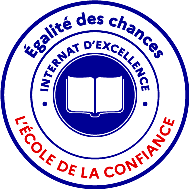 Égalité des chances
• INTERNAT D'EXCELLENCE •
L'ÉCOLE DE LA CONFIANCE